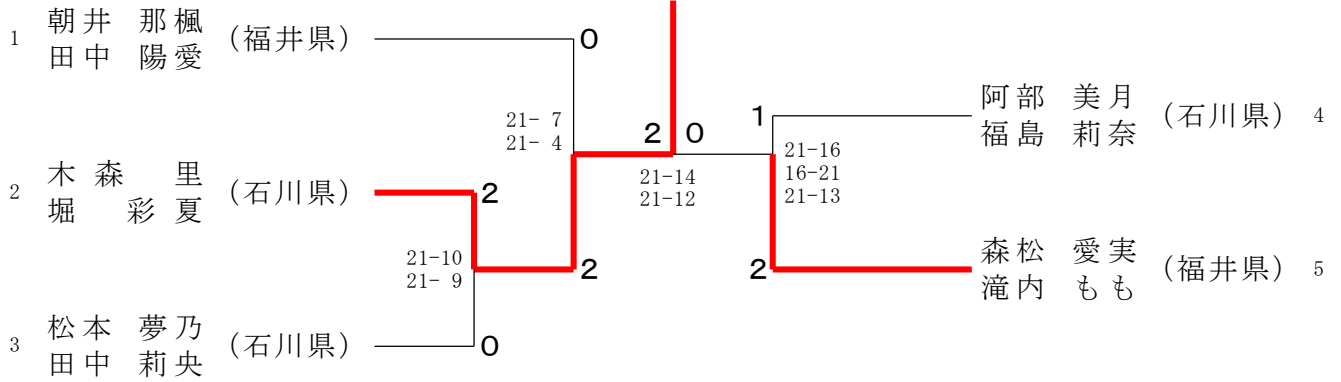 1 朝井 那楓 (福井県) 0
田中 陽愛
21- 7
21- 4
2 木森 里 (石川県) 2
堀 彩夏
21-10
21- 9
2
3 松本 夢乃 (石川県) 0
田中 莉央
2 0
21-14
21-12
1 阿部 美月 (石川県) 4
福島 莉奈
21-16
16-21
21-13
2 森松 愛実 (福井県) 5
滝内 もも